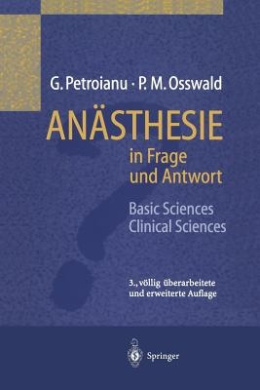 G. Petroianu · P. M. Osswald
ANÄSTHESIE
in Frage
und Antwort
Basic Sciences
Clinical Sciences
3., völlig überarbeitete
und erweiterte Auflage
Springer